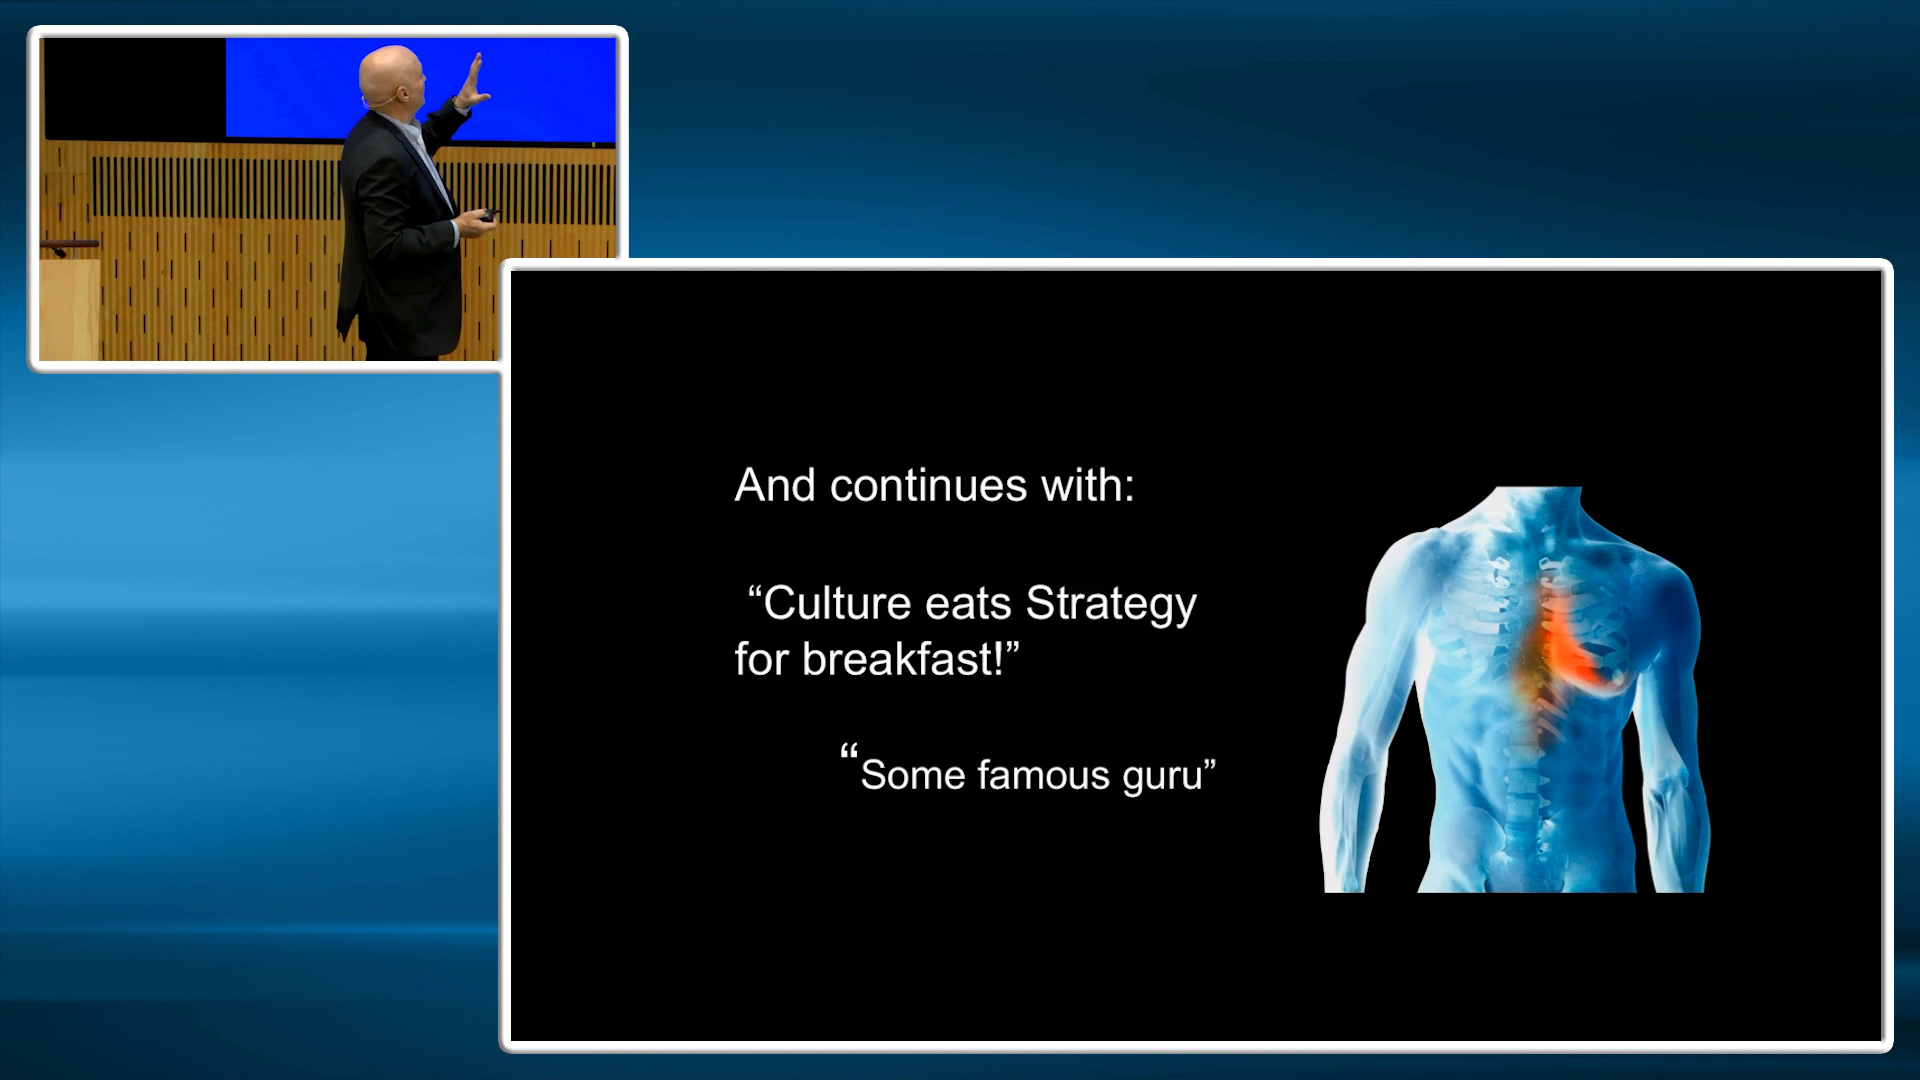 And continues with:
“Culture eats Strategy
for breakfast!”
“Some famous guru”